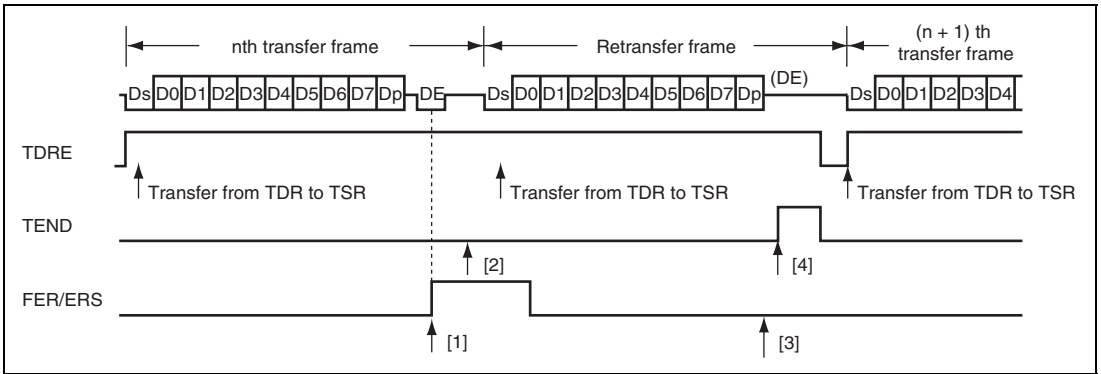 nth transfer frame
Retransfer frame
(n + 1) th
transfer frame
Ds D0 D1 D2 D3 D4 D5 D6 D7 Dp DE
Ds D0 D1 D2 D3 D4 D5 D6 D7 Dp (DE)
Ds D0 D1 D2 D3 D4
TDRE
Transfer from TDR to TSR
Transfer from TDR to TSR
Transfer from TDR to TSR
TEND
[2]
[4]
FER/ERS
[1]
[3]